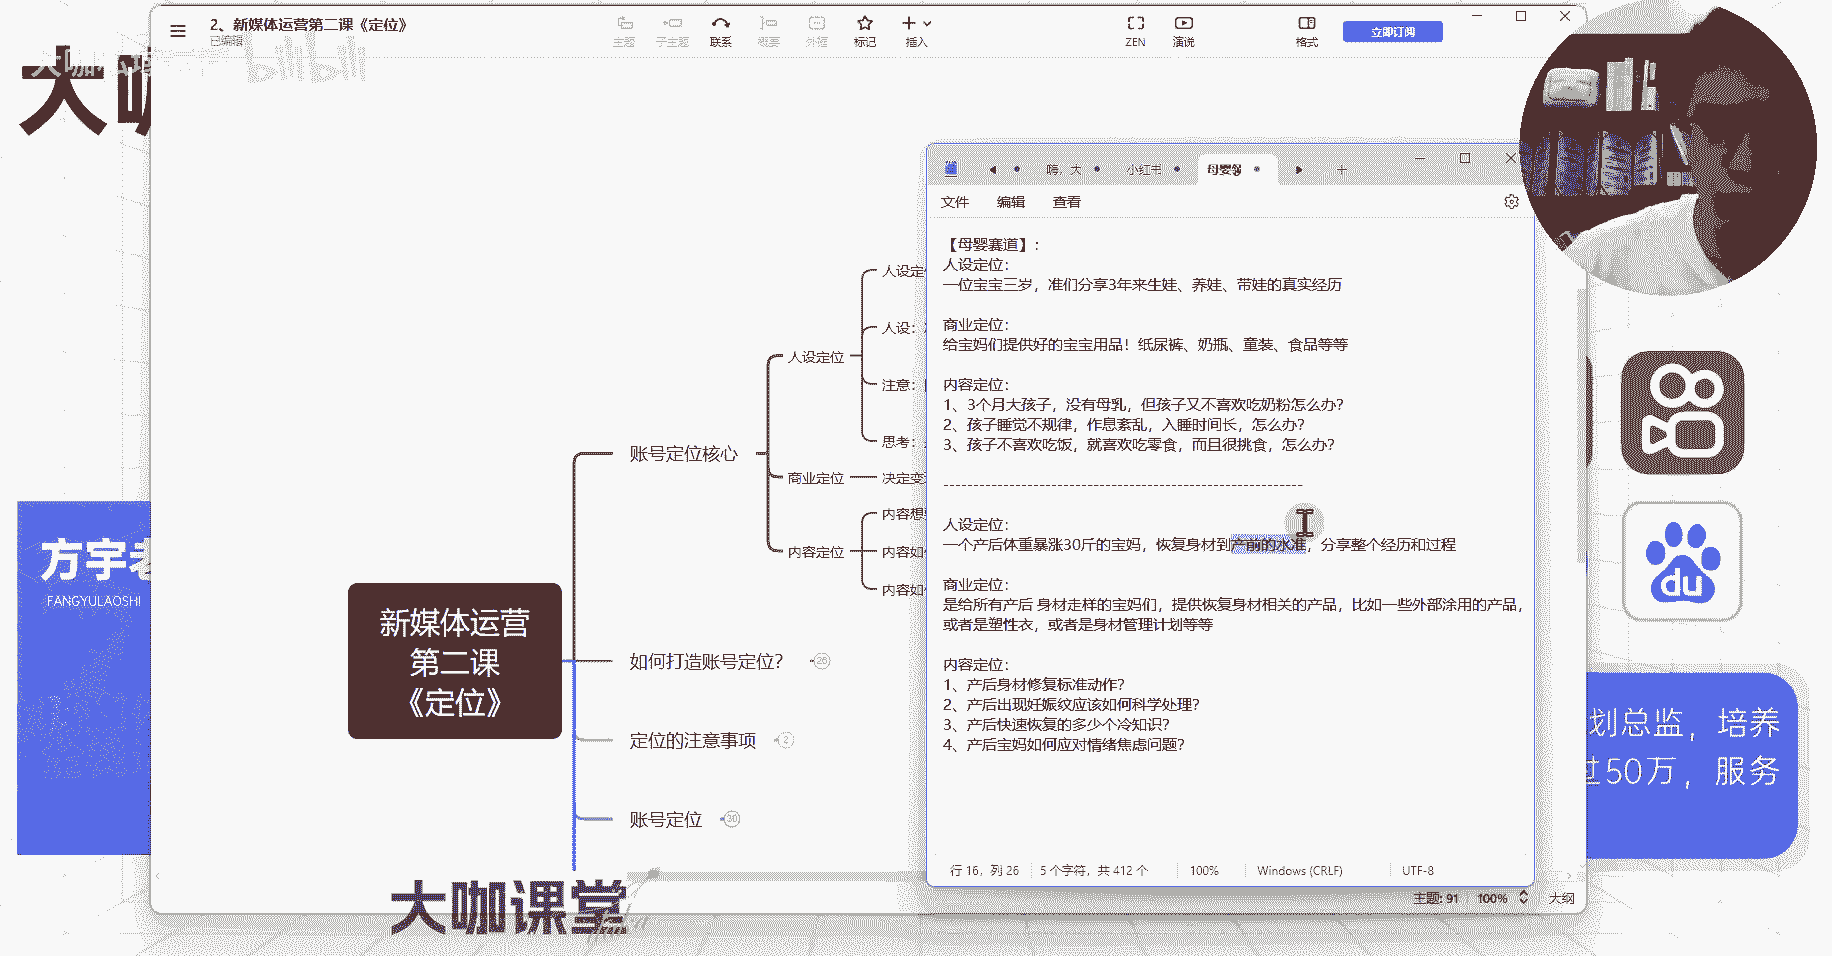 2、新媒体运营第二课《定位》
已编辑
主题
子主题
联系
概要
外框
标记
插入
ZEN
演说
格式
立即订阅
大咖
bilibili
方宇老
FANGYULAOSHI
新媒体运营
第二课
《定位》
账号定位核心
人设定位
人设定
人设：
注意：
思考：
商业定位
决定变
内容定位
内容想
内容如
内容如
如何打造账号定位？
26
定位的注意事项
2
账号定位
30
嗨，大
小红书
母婴
文件
编辑
查看
【母婴赛道】：
人设定位：
一位宝宝三岁，准们分享3年来生娃、养娃、带娃的真实经历
商业定位：
给宝妈们提供好的宝宝用品！纸尿裤、奶瓶、童装、食品等等
内容定位：
1、3个月大孩子，没有母乳，但孩子又不喜欢吃奶粉怎么办？
2、孩子睡觉不规律，作息紊乱，入睡时间长，怎么办？
3、孩子不喜欢吃饭，就喜欢吃零食，而且很挑食，怎么办？
------------------------------------------------------------
人设定位：
一个产后体重暴涨30斤的宝妈，恢复身材到产前的水准，分享整个经历和过程
商业定位：
是给所有产后 身材走样的宝妈们，提供恢复身材相关的产品，比如一些外部涂用的产品，
或者是塑性衣，或者是身材管理计划等等
内容定位：
1、产后身材修复标准动作？
2、产后出现妊娠纹应该如何科学处理？
3、产后快速恢复的多少个冷知识？
4、产后宝妈如何应对情绪焦虑问题？
行 16，列 26
5 个字符，共 412 个
100%
Windows (CRLF)
UTF-8
主题: 91
100%
大纲
du
划总监，培养
过50万，服务
大咖课堂